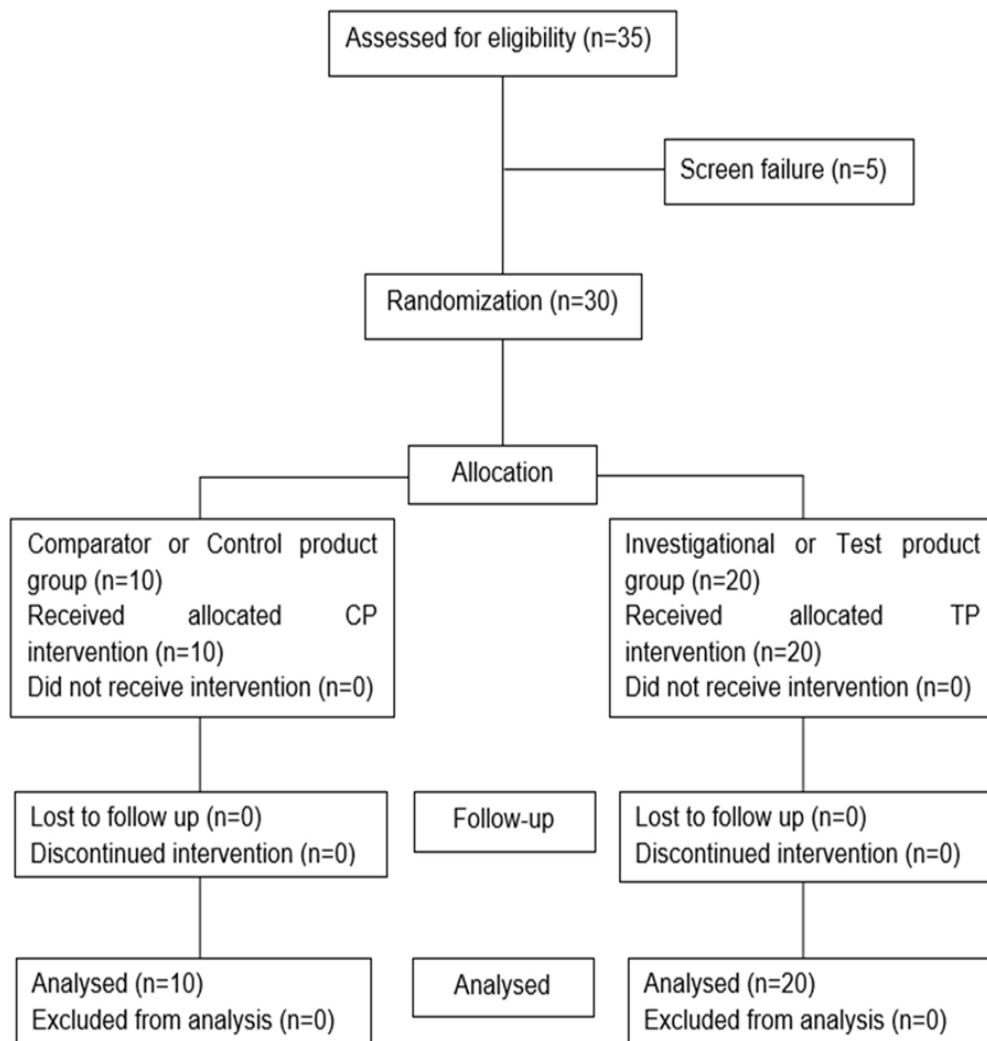 Assessed for eligibility (n=35)
Screen failure (n=5)
Randomization (n=30)
Allocation
Comparator or Control product
group (n=10)
Received allocated CP
intervention (n=10)
Did not receive intervention (n=0)
Investigational or Test product
group (n=20)
Received allocated TP
intervention (n=20)
Did not receive intervention (n=0)
Lost to follow up (n=0)
Discontinued intervention (n=0)
Follow-up
Lost to follow up (n=0)
Discontinued intervention (n=0)
Analysed (n=10)
Excluded from analysis (n=0)
Analysed
Analysed (n=20)
Excluded from analysis (n=0)